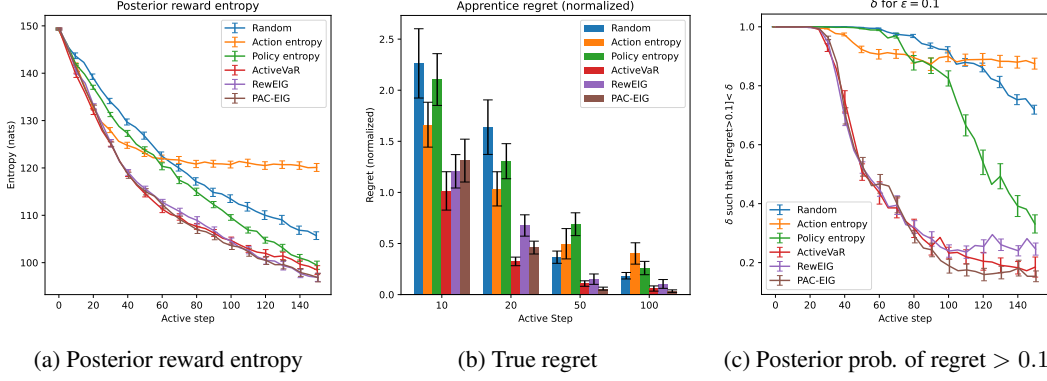 Posterior reward entropy
Entropy (nats)
150
140
130
120
110
100
0 20 40 60 80 100 120 140
Active step
Random
Action entropy
Policy entropy
ActiveVaR
RewEIG
PAC-EIG
(a) Posterior reward entropy
Apprentice regret (normalized)
Regret (normalized)
2.5
2.0
1.5
1.0
0.5
0.0
10 20 50 100
Active Step
Random
Action entropy
Policy entropy
ActiveVaR
RewEIG
PAC-EIG
(b) True regret
δ for ε = 0.1
δ such that P[regret>0.1]< δ
1.0
0.8
0.6
0.4
0.2
0 20 40 60 80 100 120 140
Active step
Random
Action entropy
Policy entropy
ActiveVaR
RewEIG
PAC-EIG
(c) Posterior prob. of regret > 0.1